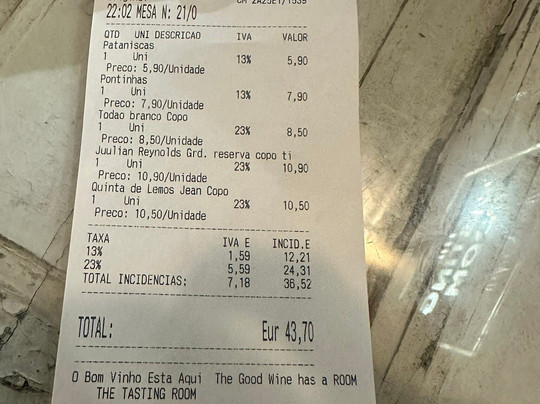 22:02 MESA N: 21/0
QTD UNI DESCRICAO IVA VALOR
Pataniscas
1 Uni 13% 5,90
Preco: 5,90/Unidade
Pontinhas
1 Uni 13% 7,90
Preco: 7,90/Unidade
Todao branco Copo
1 Uni 23% 8,50
Preco: 8,50/Unidade
Juulian Reynolds Grd. reserva copo ti
1 Uni 23% 10,90
Preco: 10,90/Unidade
Quinta de Lemos Jean Copo
1 Uni 23% 10,50
Preco: 10,50/Unidade
TAXA IVA E INCID.E
13% 1,59 12,21
23% 5,59 24,31
TOTAL INCIDENCIAS: 7,18 36,52
TOTAL: Eur 43,70
O Bom Vinho Esta Aqui The Good Wine has a ROOM
THE TASTING ROOM